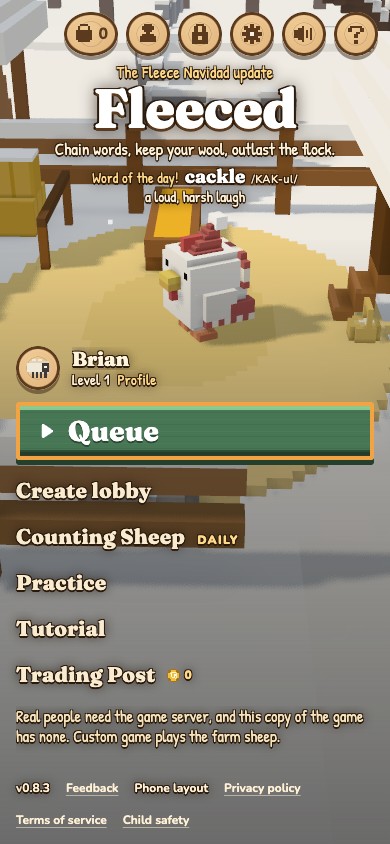 0
The Fleece Navidad update
Fleeced
Chain words, keep your wool, outlast the flock.
Word of the day! cackle /KAK-ul/
a loud, harsh laugh
Brian
Level 1 Profile
Queue
Create lobby
Counting Sheep DAILY
Practice
Tutorial
Trading Post 0
Real people need the game server, and this copy of the game
has none. Custom game plays the farm sheep.
v0.8.3 Feedback Phone layout Privacy policy
Terms of service Child safety